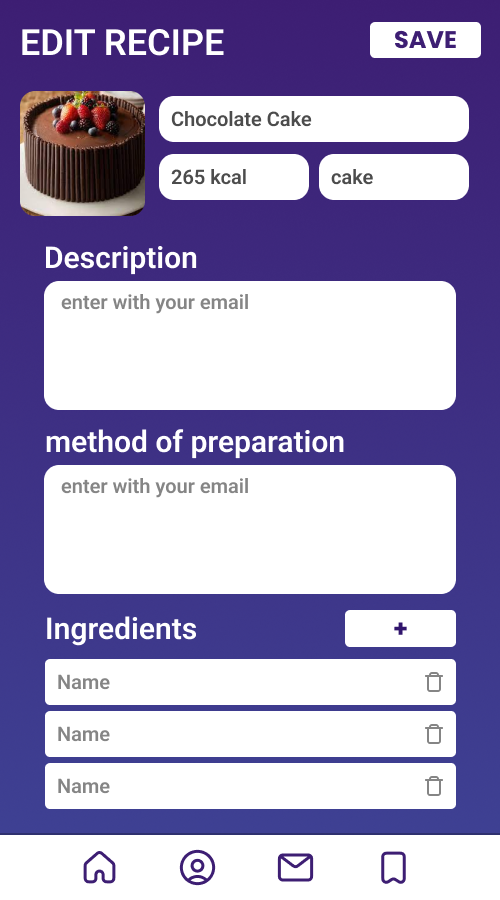 EDIT RECIPE
SAVE
Chocolate Cake
265 kcal
cake
Description
enter with your email
method of preparation
enter with your email
Ingredients
+
Name
Name
Name